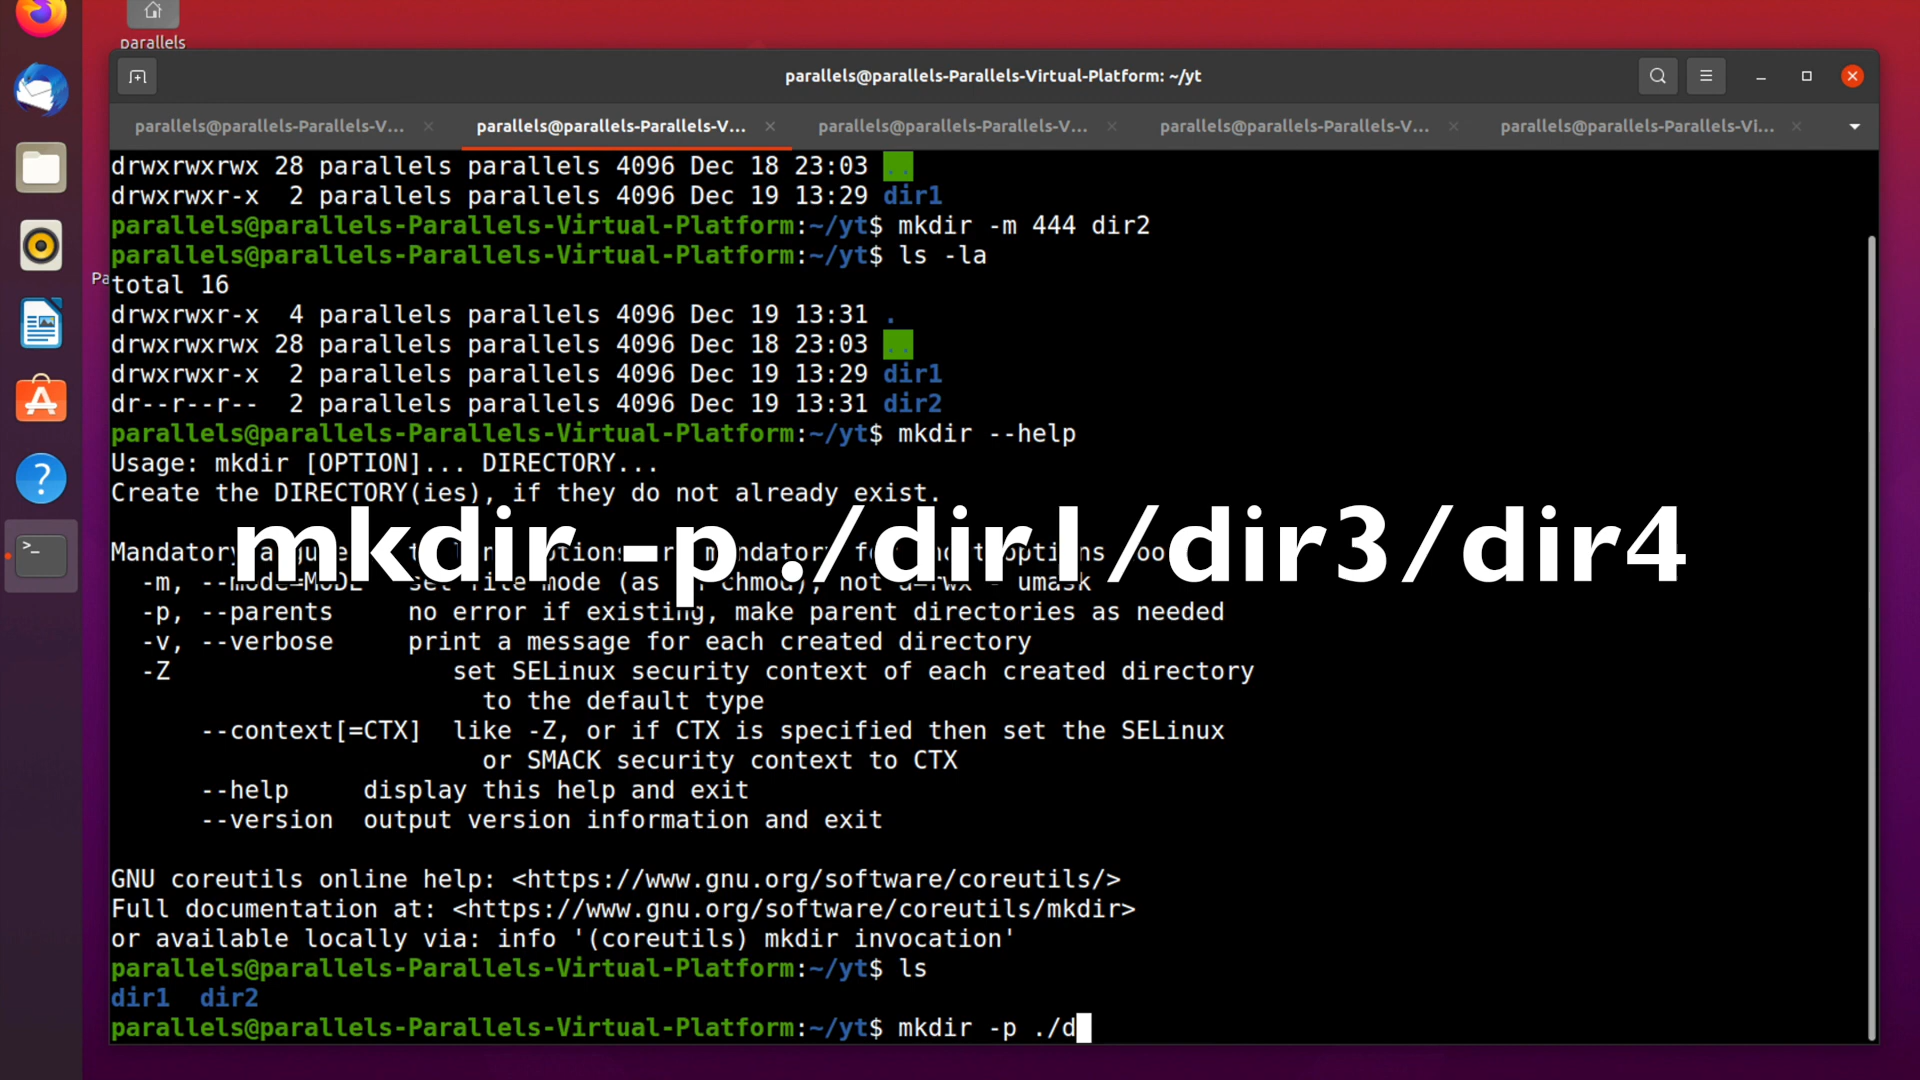 parallels
parallels@parallels-Parallels-Virtual-Platform: ~/yt
parallels@parallels-Parallels-V...
parallels@parallels-Parallels-V...
parallels@parallels-Parallels-V...
parallels@parallels-Parallels-V...
parallels@parallels-Parallels-Vi...
Pa
drwxrwxrwx 28 parallels parallels 4096 Dec 18 23:03 ..
drwxrwxr-x  2 parallels parallels 4096 Dec 19 13:29 dir1
parallels@parallels-Parallels-Virtual-Platform:~/yt$ mkdir -m 444 dir2
parallels@parallels-Parallels-Virtual-Platform:~/yt$ ls -la
total 16
drwxrwxr-x  4 parallels parallels 4096 Dec 19 13:31 .
drwxrwxrwx 28 parallels parallels 4096 Dec 18 23:03 ..
drwxrwxr-x  2 parallels parallels 4096 Dec 19 13:29 dir1
dr--r--r--  2 parallels parallels 4096 Dec 19 13:31 dir2
parallels@parallels-Parallels-Virtual-Platform:~/yt$ mkdir --help
Usage: mkdir [OPTION]... DIRECTORY...
Create the DIRECTORY(ies), if they do not already exist.
mkdir -p ./dir1/dir3/dir4
Mandatory
-m, --mode=MODE set file mode (as chmod), not umask
-p, --parents no error if existing, make parent directories as needed
-v, --verbose print a message for each created directory
-Z set SELinux security context of each created directory
to the default type
--context[=CTX] like -Z, or if CTX is specified then set the SELinux
or SMACK security context to CTX
--help display this help and exit
--version output version information and exit
GNU coreutils online help: <https://www.gnu.org/software/coreutils/>
Full documentation at: <https://www.gnu.org/software/coreutils/mkdir>
or available locally via: info '(coreutils) mkdir invocation'
parallels@parallels-Parallels-Virtual-Platform:~/yt$ ls
dir1  dir2
parallels@parallels-Parallels-Virtual-Platform:~/yt$ mkdir -p ./d